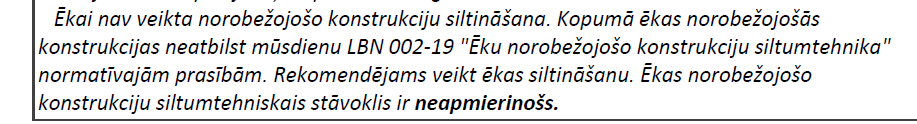 Ēkai nav veikta norobežojošo konstrukciju siltināšana. Kopumā ēkas norobežojošās
konstrukcijas neatbilst mūsdienu LBN 002-19 "Ēku norobežojošo konstrukciju siltumtehnika"
normatīvajām prasībām. Rekomendējams veikt ēkas siltināšanu. Ēkas norobežojošo
konstrukciju siltumtehniskais stāvoklis ir neapmierinošs.